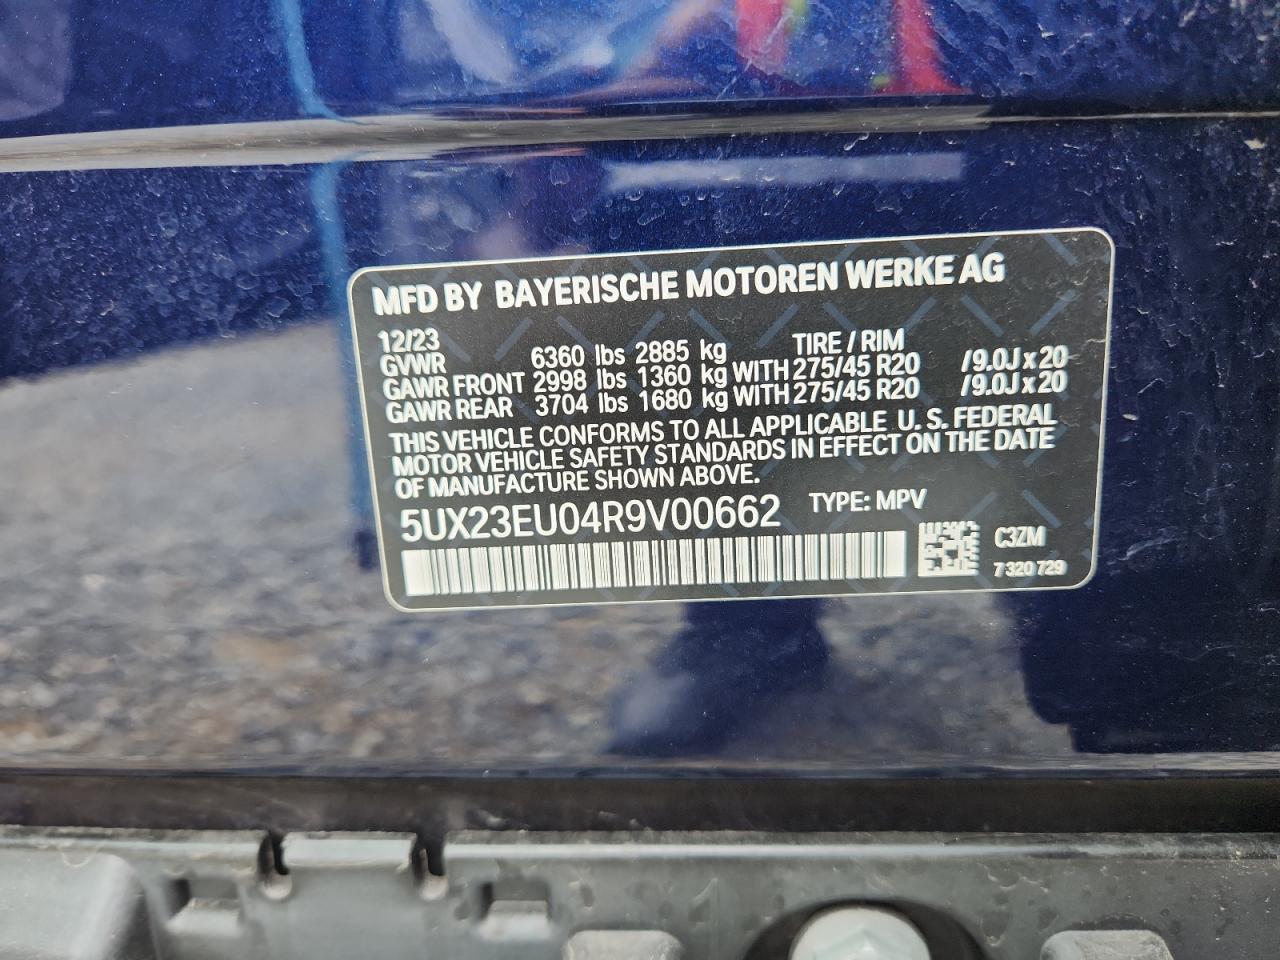 MFD BY BAYERISCHE MOTOREN WERKE AG
12/23 TIRE / RIM
GVWR 6360 lbs 2885 kg
GAWR FRONT 2998 lbs 1360 kg WITH 275/45 R20 /9.0J x 20
GAWR REAR 3704 lbs 1680 kg WITH 275/45 R20 /9.0J x 20
THIS VEHICLE CONFORMS TO ALL APPLICABLE U. S. FEDERAL
MOTOR VEHICLE SAFETY STANDARDS IN EFFECT ON THE DATE
OF MANUFACTURE SHOWN ABOVE.
5UX23EU04R9V00662 TYPE: MPV
C3ZM
7 320 729